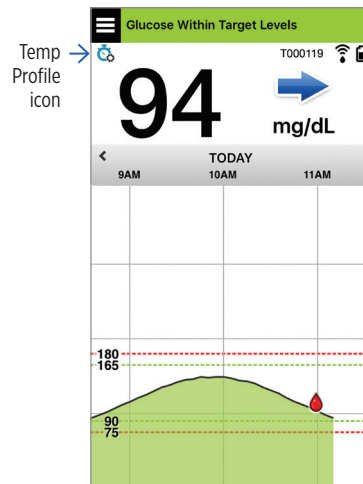 Glucose Within Target Levels
Temp
Profile
icon
T000119
94
mg/dL
TODAY
9AM 10AM 11AM
180
165
90
75